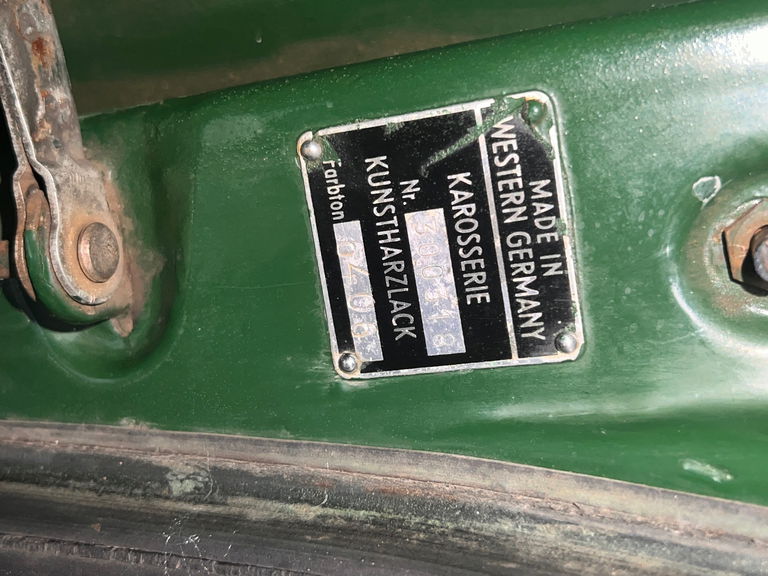 MADE IN
WESTERN GERMANY
KAROSSERIE
Nr.
KUNSTHARZLACK
Farbton